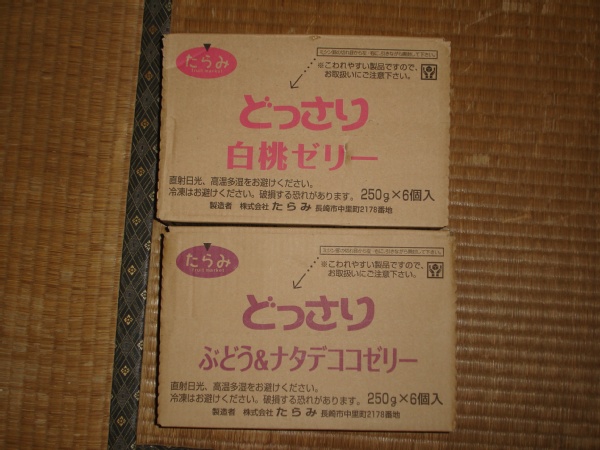 たらみ
※こわれやすい製品ですので、
お取扱いにご注意下さい。
どっさり
白桃ゼリー
直射日光、高温多湿をお避けください。
冷凍はお避けください。破損する恐れがあります。 250g×6個入
製造者 株式会社 たらみ 長崎市中里町2178番地
たらみ
※こわれやすい製品ですので、
お取扱いにご注意下さい。
どっさり
ぶどう&ナタデココゼリー
直射日光、高温多湿をお避けください。
冷凍はお避けください。破損する恐れがあります。 250g×6個入
製造者 株式会社 たらみ 長崎市中里町2178番地